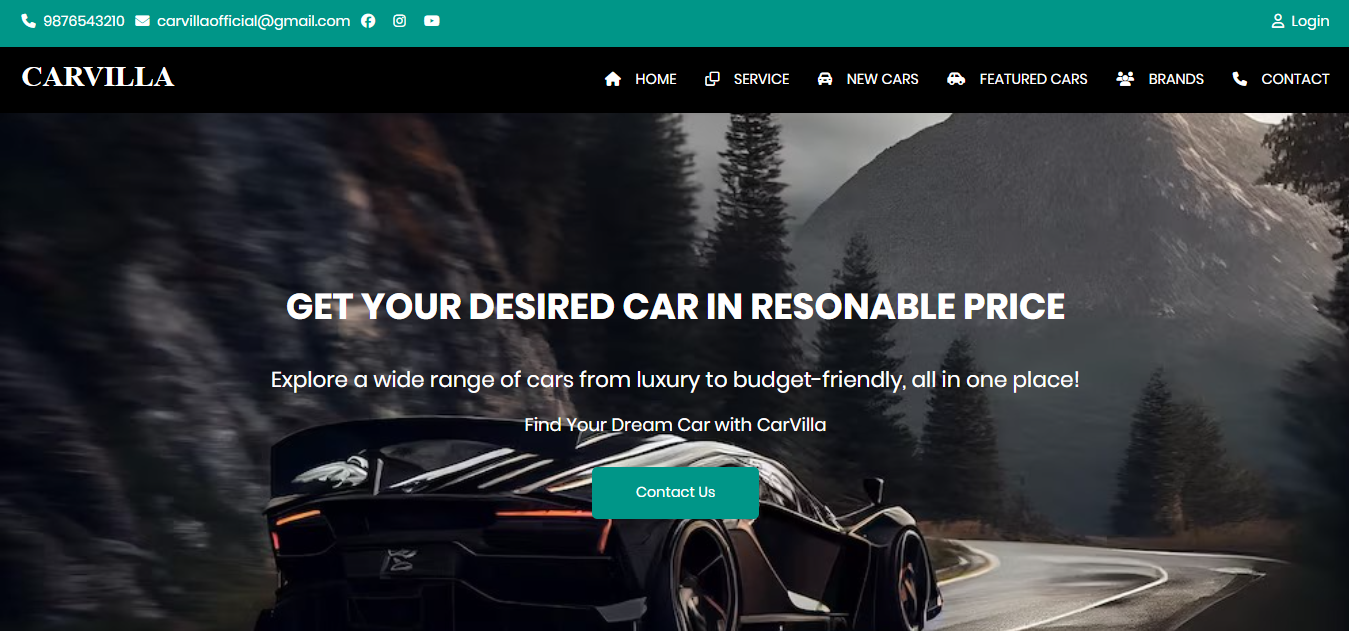 9876543210 carvillaofficial@gmail.com Login
CARVILLA HOME SERVICE NEW CARS FEATURED CARS BRANDS CONTACT
GET YOUR DESIRED CAR IN RESONABLE PRICE
Explore a wide range of cars from luxury to budget-friendly, all in one place!
Find Your Dream Car with CarVilla
Contact Us